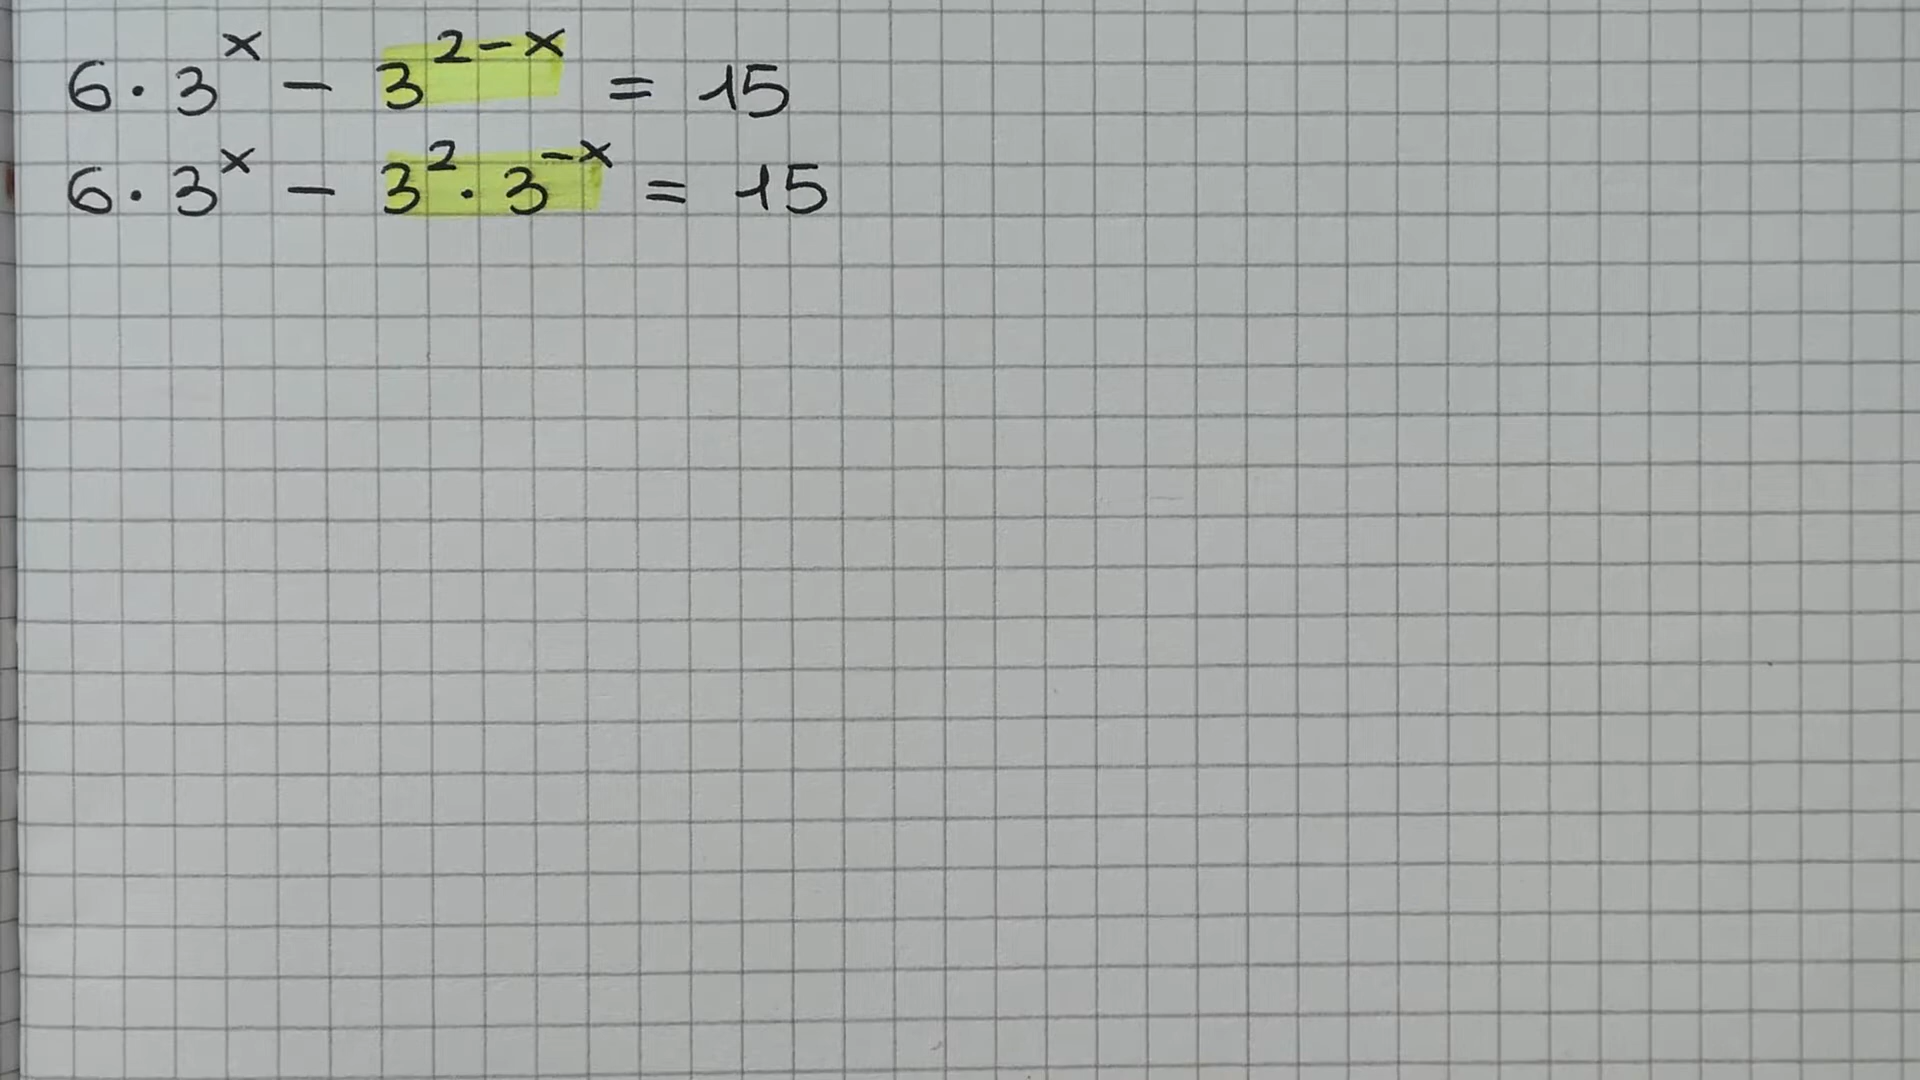 6 · 3^x − 3^{2−x} = 15
6 · 3^x − 3^2 · 3^{−x} = 15